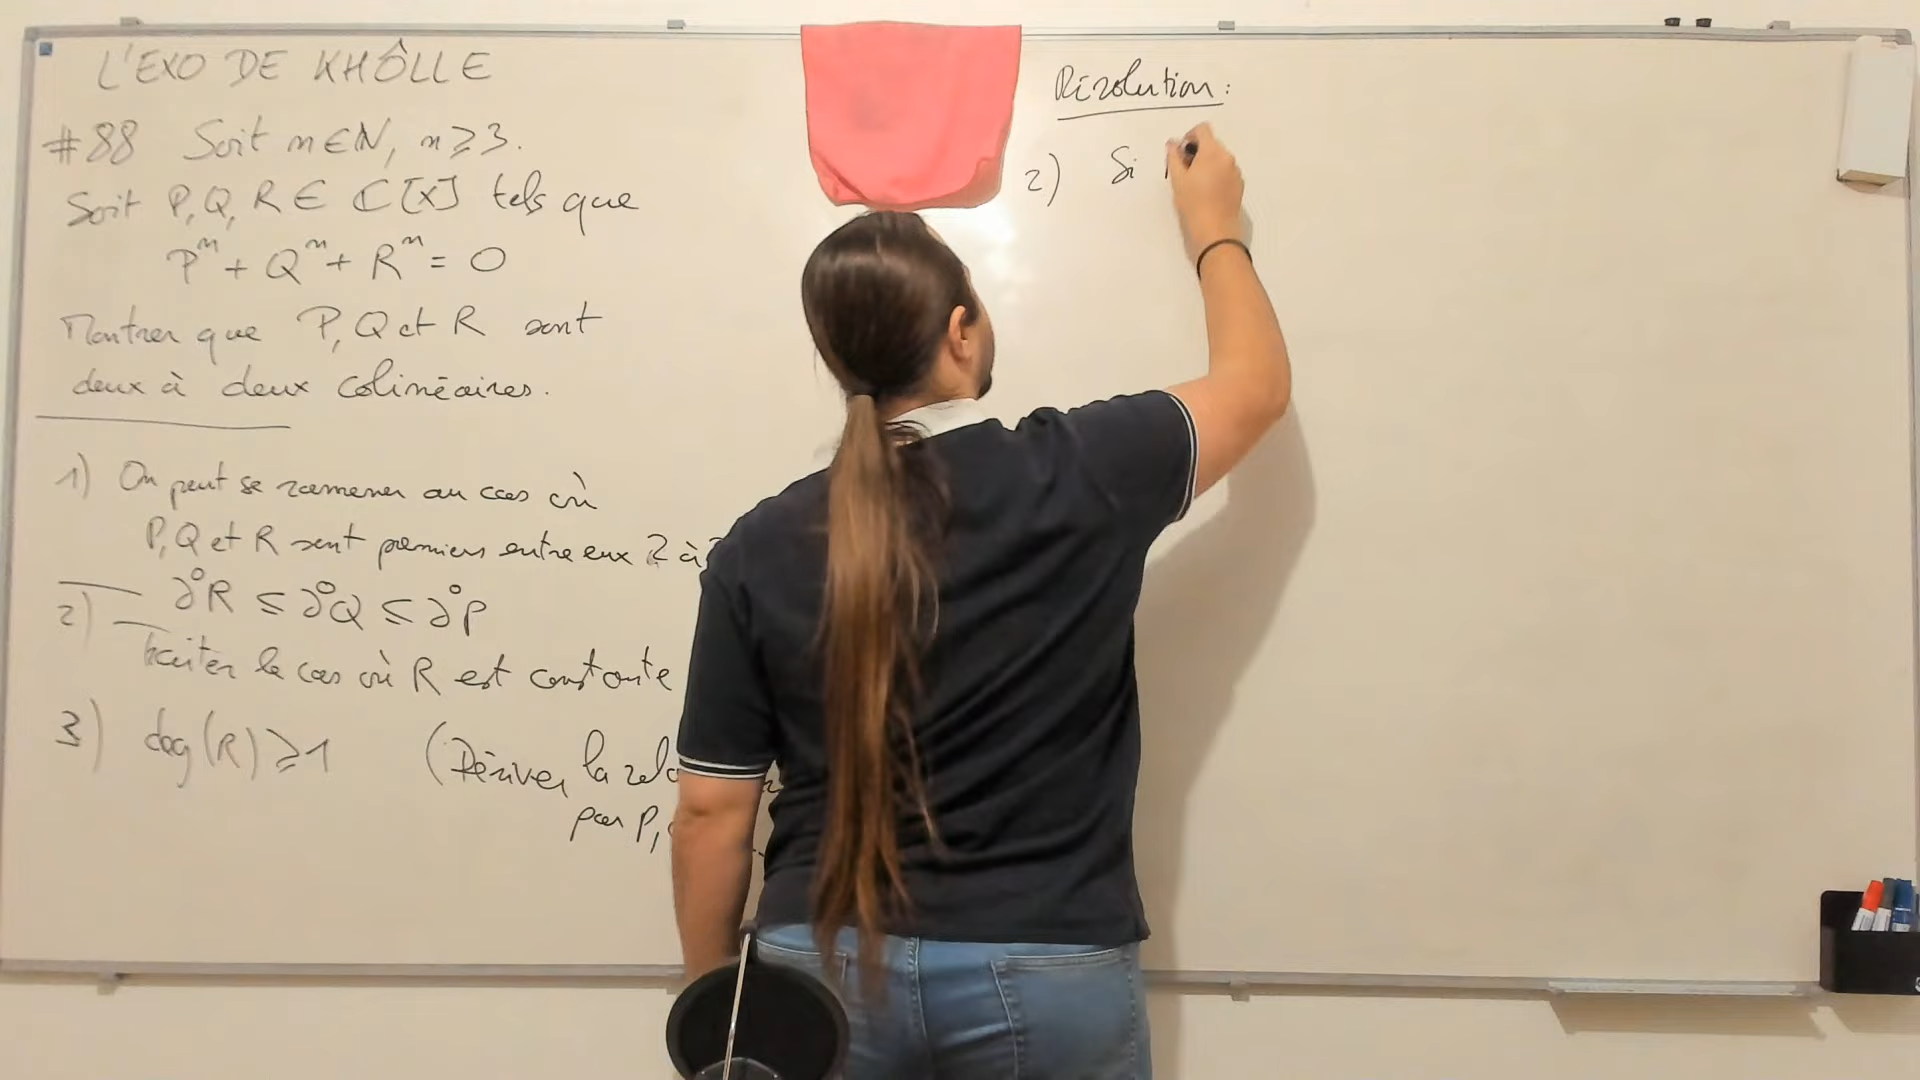 L'EXO DE KHÔLLE
#88 Soit n∈ℕ, n≥3.
Soit P, Q, R ∈ ℂ[X] tels que
Pⁿ + Qⁿ + Rⁿ = 0
Montrer que P, Q et R sont
deux à deux colinéaires.
1) On peut se ramener au cas où
P, Q et R sont premiers entre eux 2 à
∂°R ≤ ∂°Q ≤ ∂°P
2)
traiter le cas où R est constante
3) deg(R) ≥ 1 (Dériver la
par P,
Résolution :
2) Si